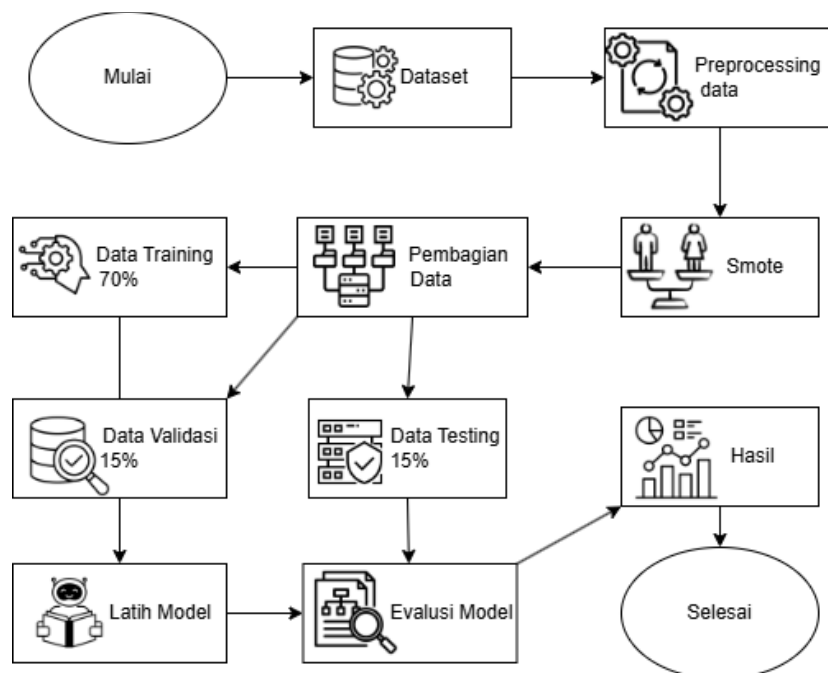 Mulai
Dataset
Preprocessing
data
Data Training
70%
Pembagian
Data
Smote
Data Validasi
15%
Data Testing
15%
Hasil
Latih Model
Evalusi Model
Selesai